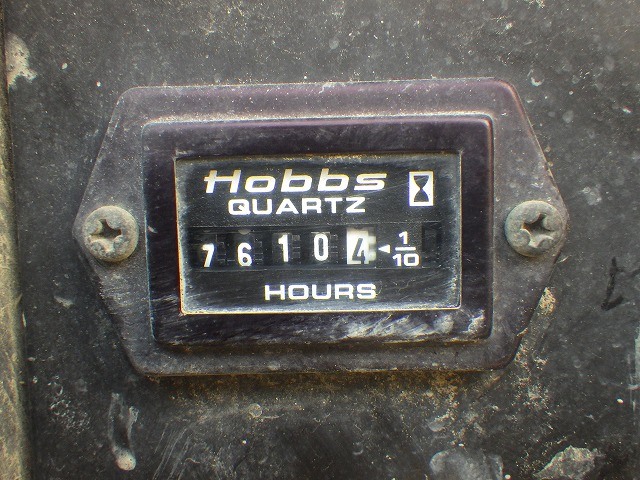 Hobbs
QUARTZ
7 6 1 0 4 ◄ 1/10
HOURS